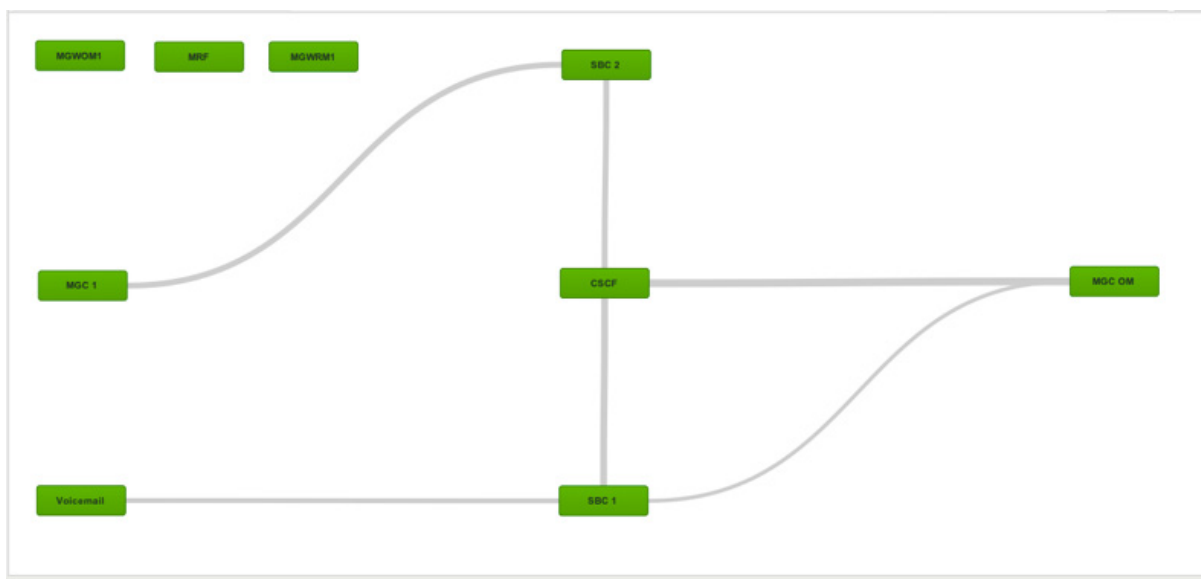 MGWOM1
MRF
MGWRM1
SBC 2
MGC 1
CSCF
MGC OM
Voicemail
SBC 1